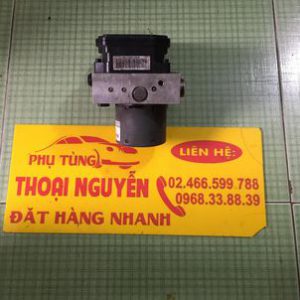 PHỤ TÙNG
LIÊN HỆ:
THOẠI NGUYỄN
02.466.599.788
0968.33.88.39
ĐẶT HÀNG NHANH